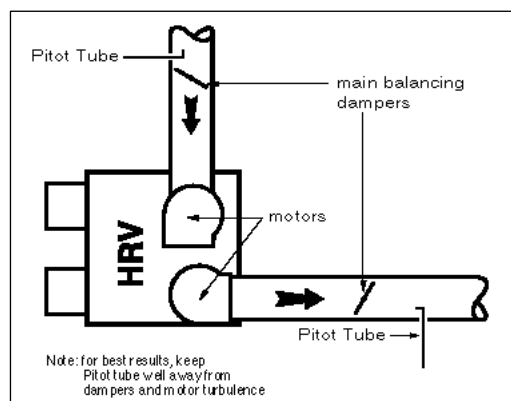 Pitot Tube
main balancing
dampers
HRV
motors
Pitot Tube
Note: for best results, keep
Pitot tube well away from
dampers and motor turbulence